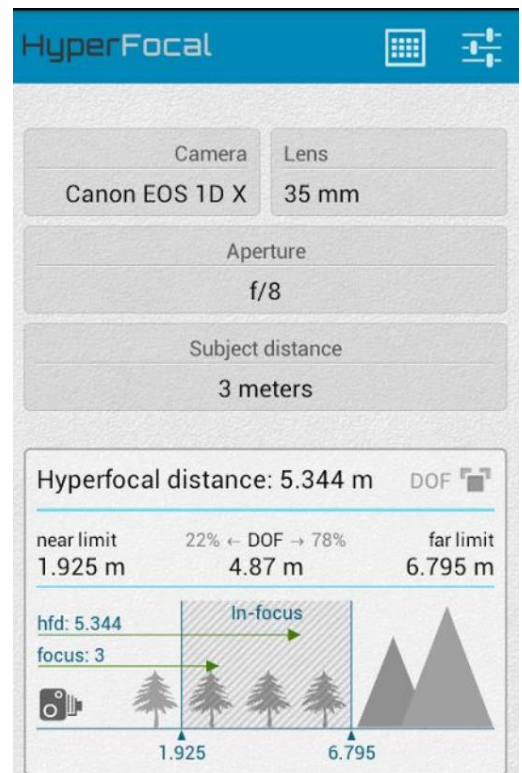 HyperFocal
Camera
Lens
Canon EOS 1D X
35 mm
Aperture
f/8
Subject distance
3 meters
Hyperfocal distance: 5.344 m
DOF
near limit
22% ← DOF → 78%
far limit
1.925 m
4.87 m
6.795 m
hfd: 5.344
In-focus
focus: 3
1.925
6.795